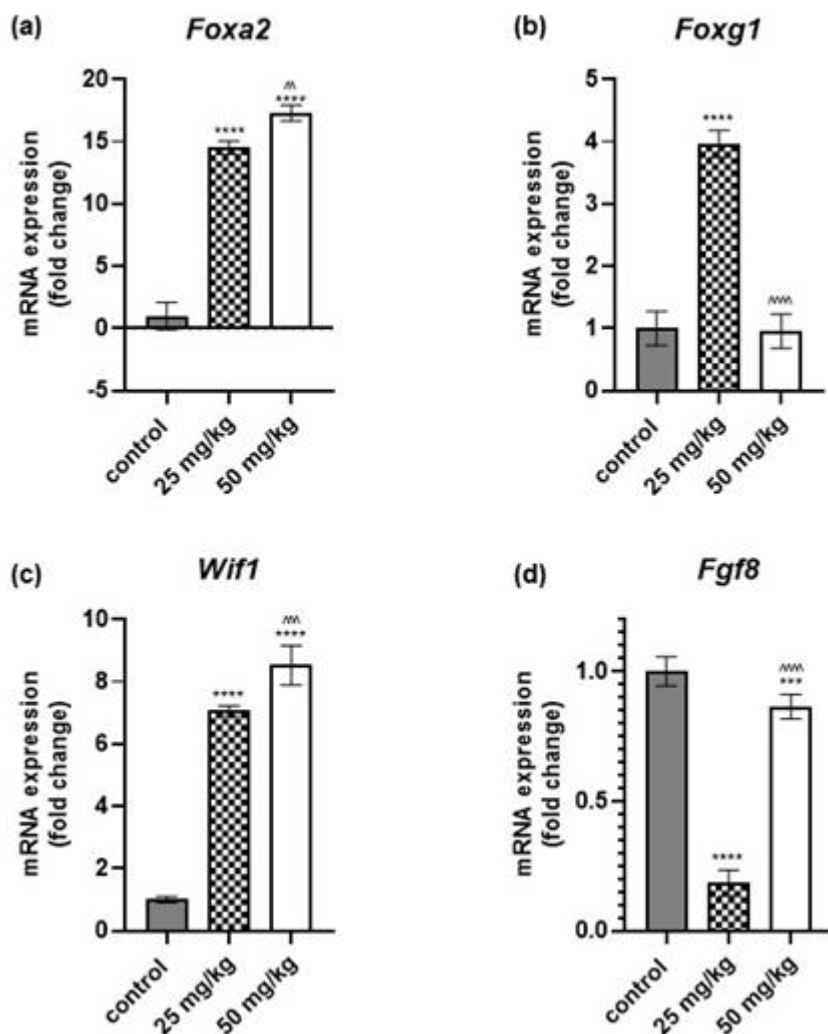 (a) Foxa2
mRNA expression
(fold change)
20
15
10
5
0
-5
****
^^
****
control
25 mg/kg
50 mg/kg
(b) Foxg1
mRNA expression
(fold change)
5
4
3
2
1
0
****
^^^^
control
25 mg/kg
50 mg/kg
(c) Wif1
mRNA expression
(fold change)
10
8
6
4
2
0
****
^^^
****
control
25 mg/kg
50 mg/kg
(d) Fgf8
mRNA expression
(fold change)
1.0
0.5
0.0
****
^^^^
***
control
25 mg/kg
50 mg/kg